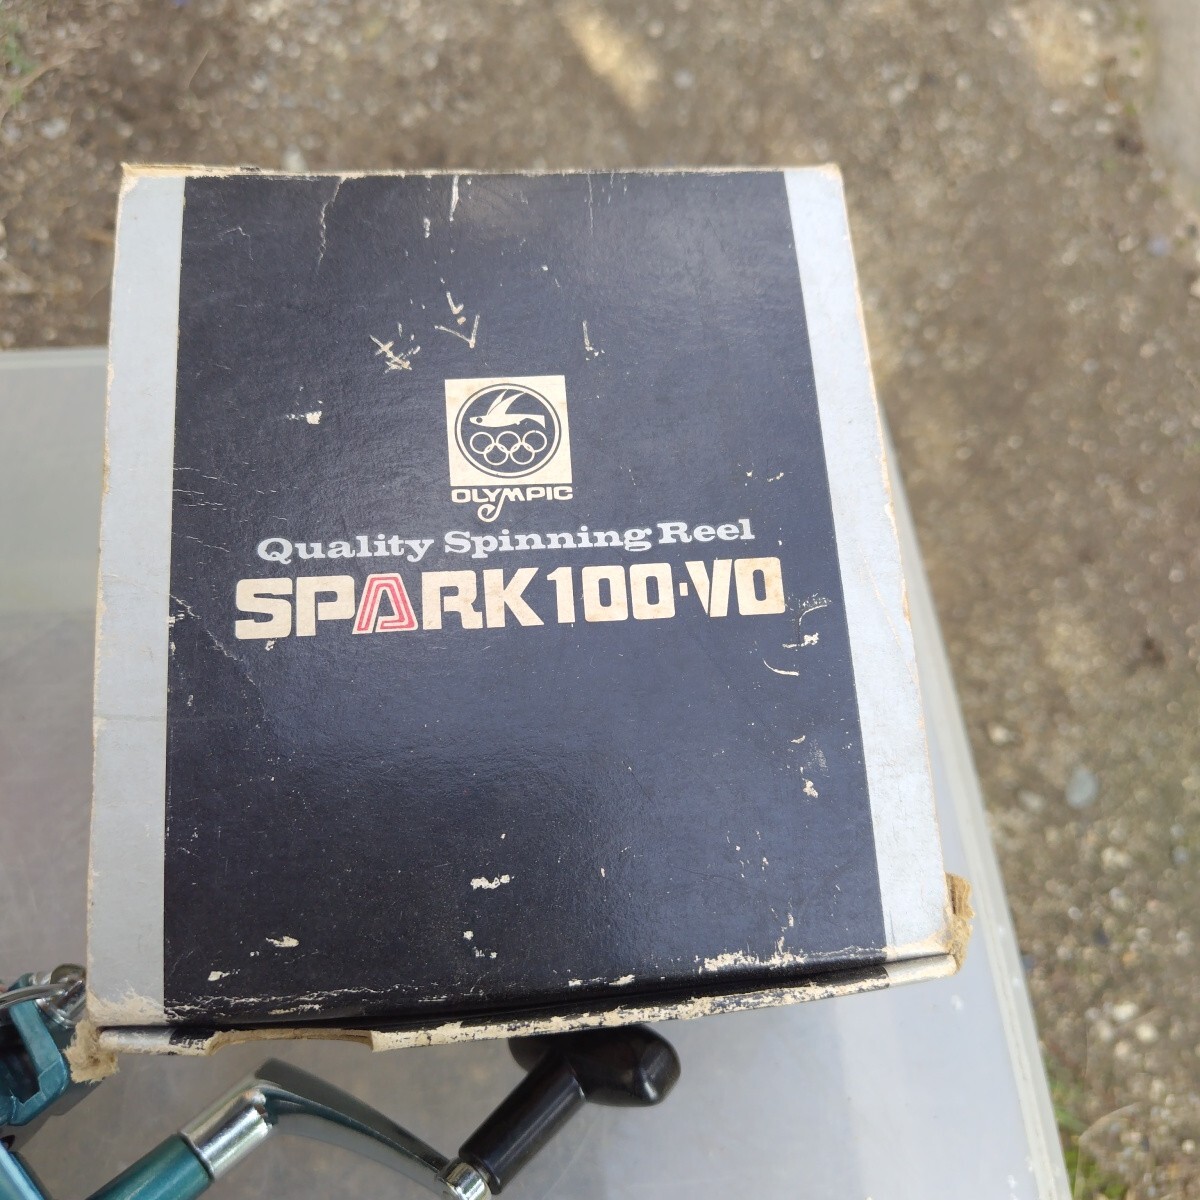 OLYMPIC
Quality Spinning Reel
SPARK100·VO